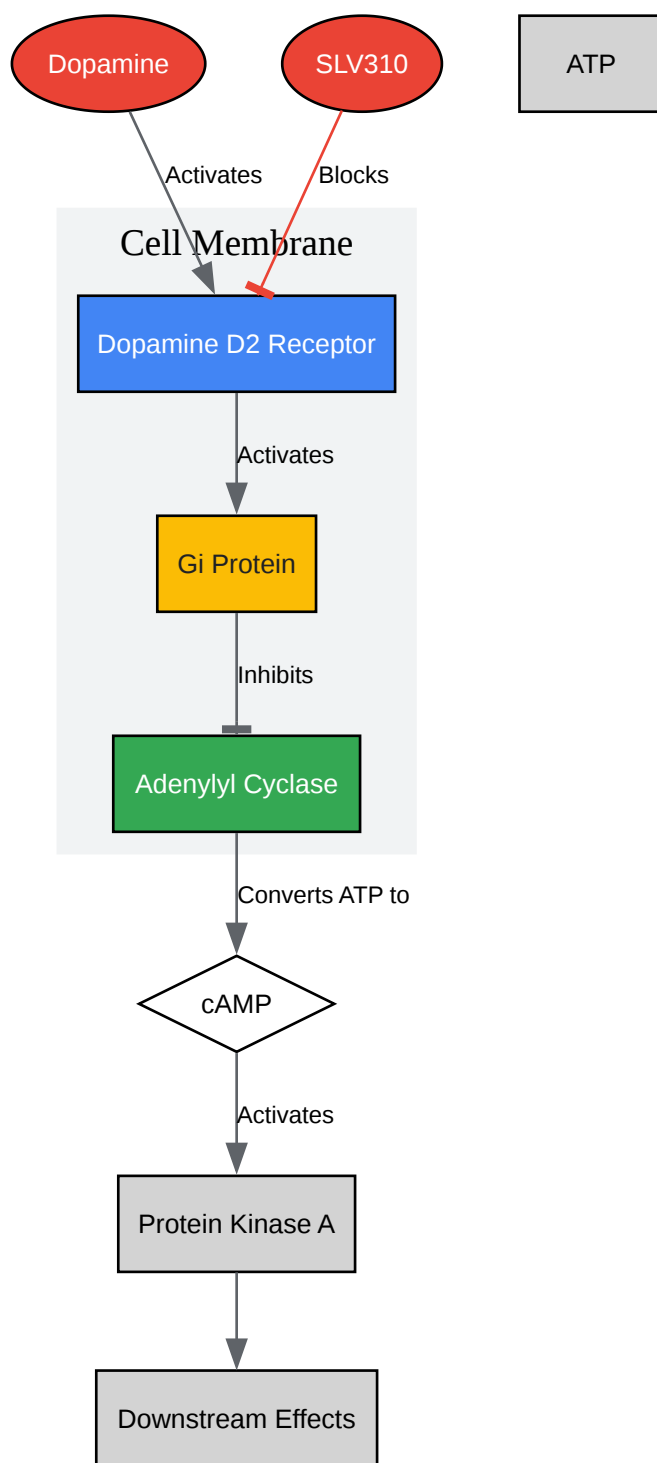 Dopamine
SLV310
ATP
Activates
Blocks
Cell Membrane
Dopamine D2 Receptor
Activates
Gi Protein
Inhibits
Adenylyl Cyclase
Converts ATP to
cAMP
Activates
Protein Kinase A
Downstream Effects